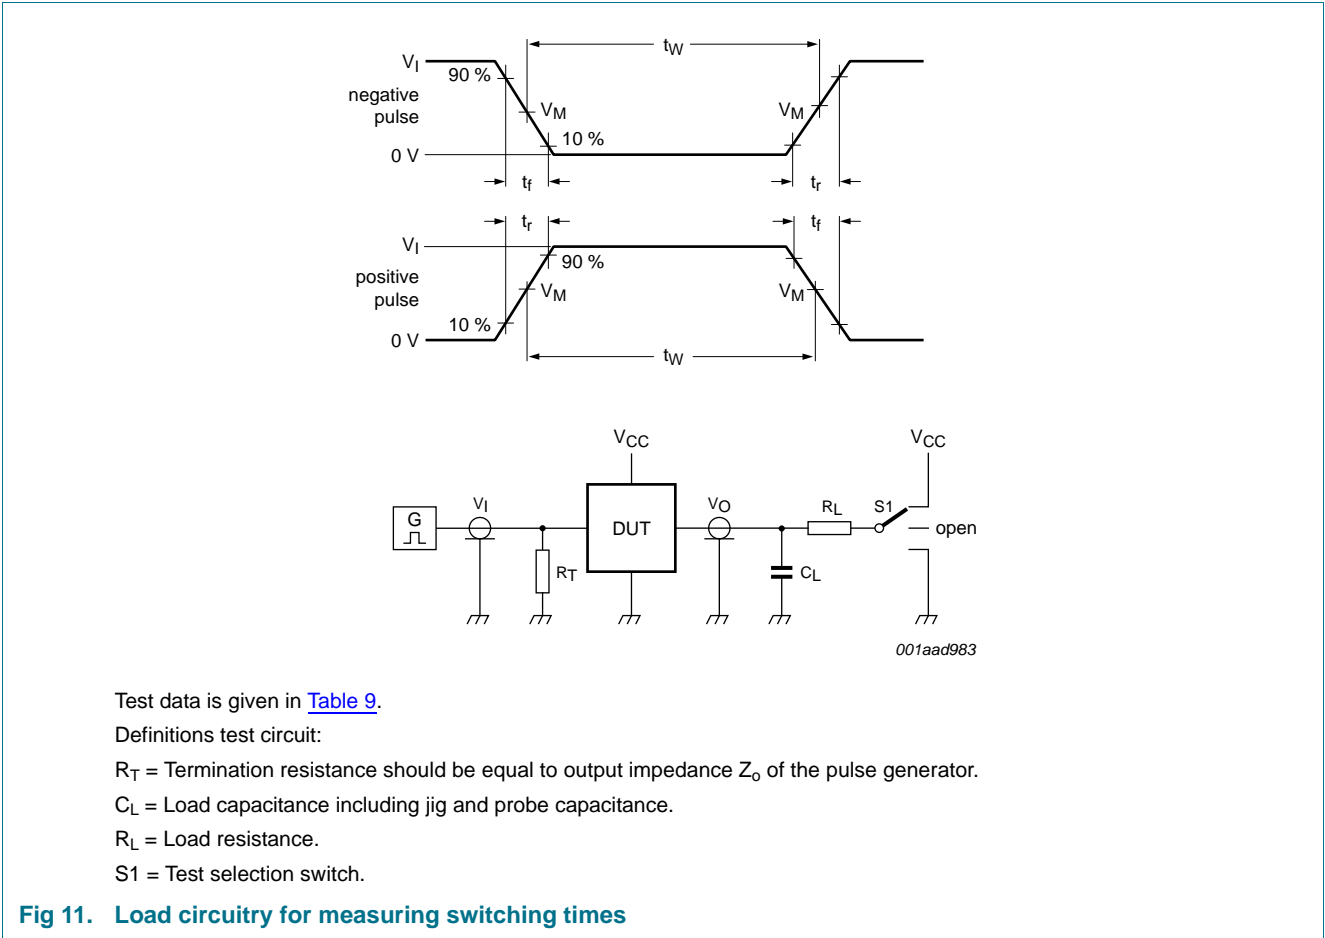 tW
VI
90 %
negative
pulse
VM
VM
10 %
0 V
tf
tr
tr
tf
VI
90 %
positive
pulse
VM
VM
10 %
0 V
tW
VCC
VCC
G
VI
DUT
VO
RL
S1
open
RT
CL
001aad983
Test data is given in Table 9.
Definitions test circuit:
RT = Termination resistance should be equal to output impedance Zo of the pulse generator.
CL = Load capacitance including jig and probe capacitance.
RL = Load resistance.
S1 = Test selection switch.
Fig 11. Load circuitry for measuring switching times